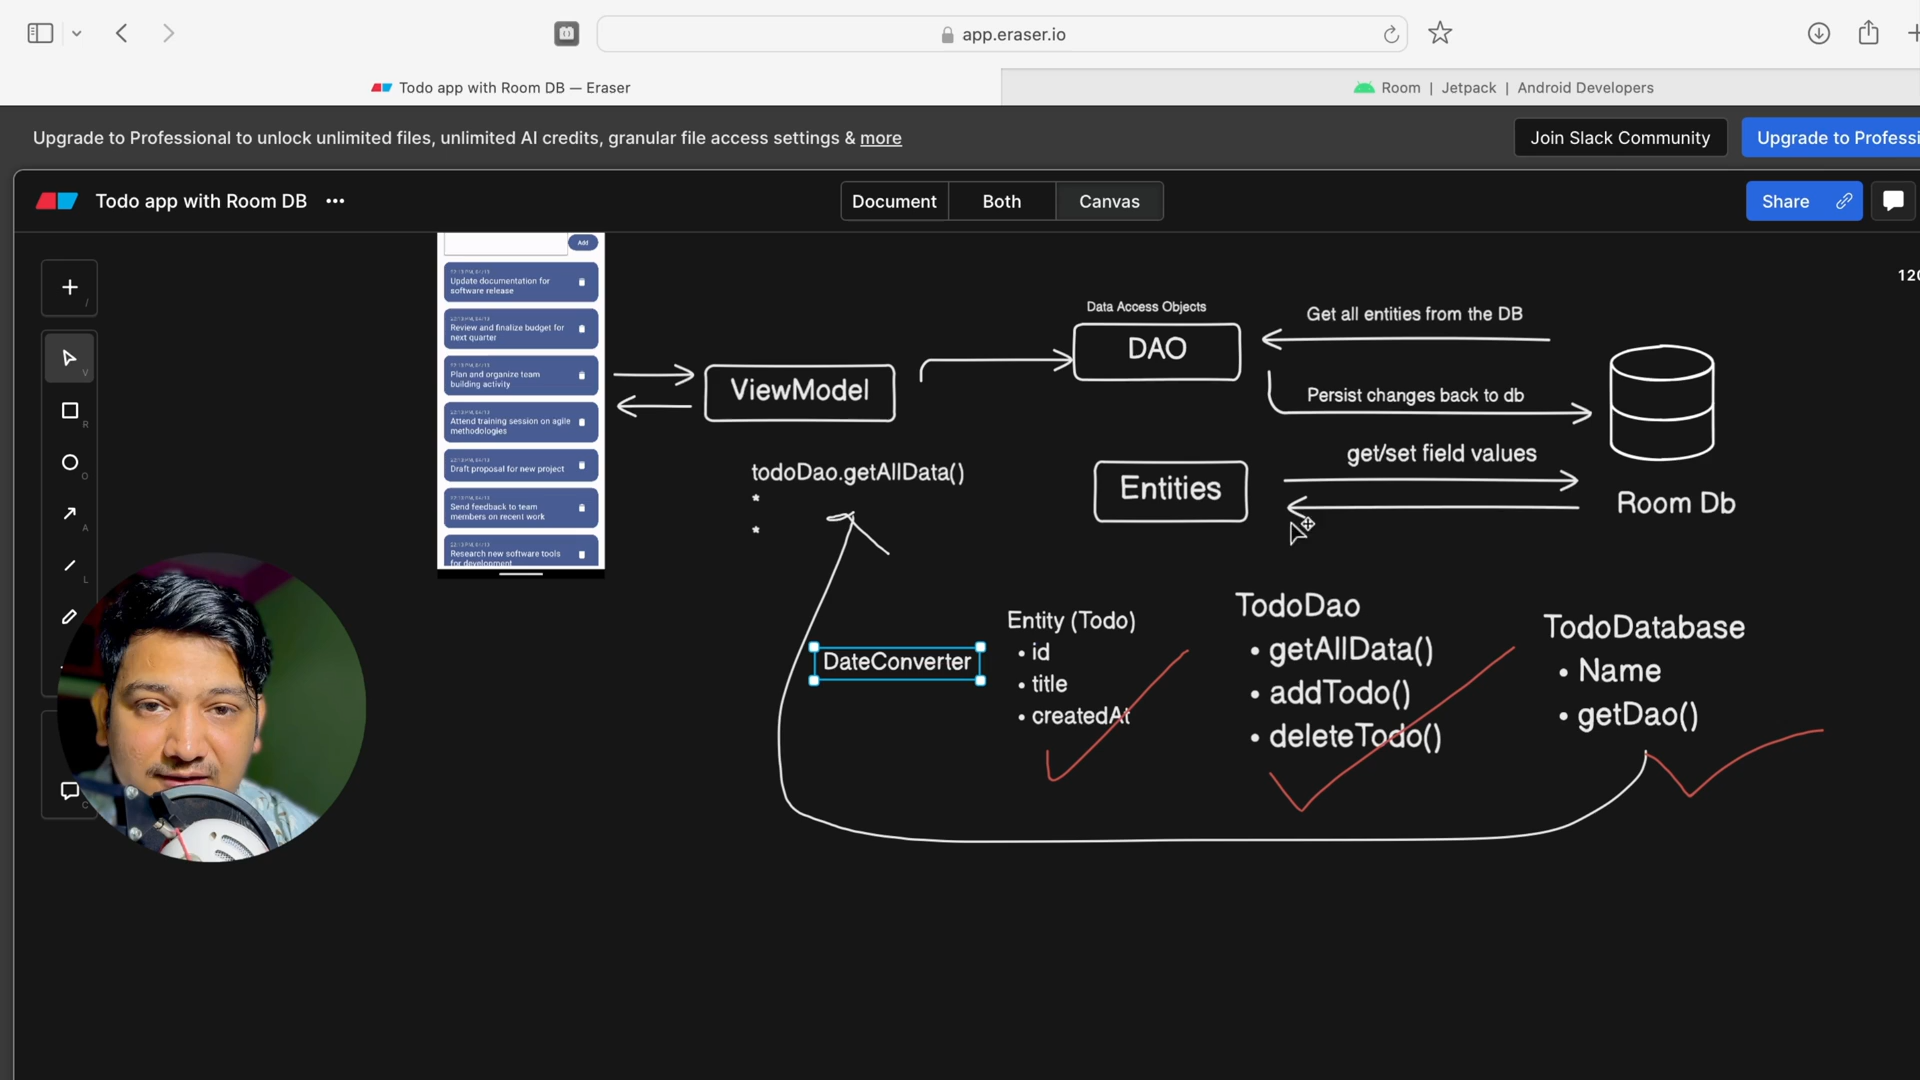 app.eraser.io
Todo app with Room DB — Eraser
Room | Jetpack | Android Developers
Upgrade to Professional to unlock unlimited files, unlimited AI credits, granular file access settings & more
Join Slack Community
Upgrade to Professi
Todo app with Room DB
Document
Both
Canvas
Share
120
Add
Update documentation for
software release
Review and finalize budget for
next quarter
Plan and organize team
building activity
Attend training session on agile
methodologies
Draft proposal for new project
Send feedback to team
members on recent work
Research new software tools
for development
ViewModel
todoDao.getAllData()
*
*
Data Access Objects
DAO
Get all entities from the DB
Persist changes back to db
Entities
get/set field values
Room Db
DateConverter
Entity (Todo)
• id
• title
• createdAt
TodoDao
• getAllData()
• addTodo()
• deleteTodo()
TodoDatabase
• Name
• getDao()
/
V
R
O
A
L
C